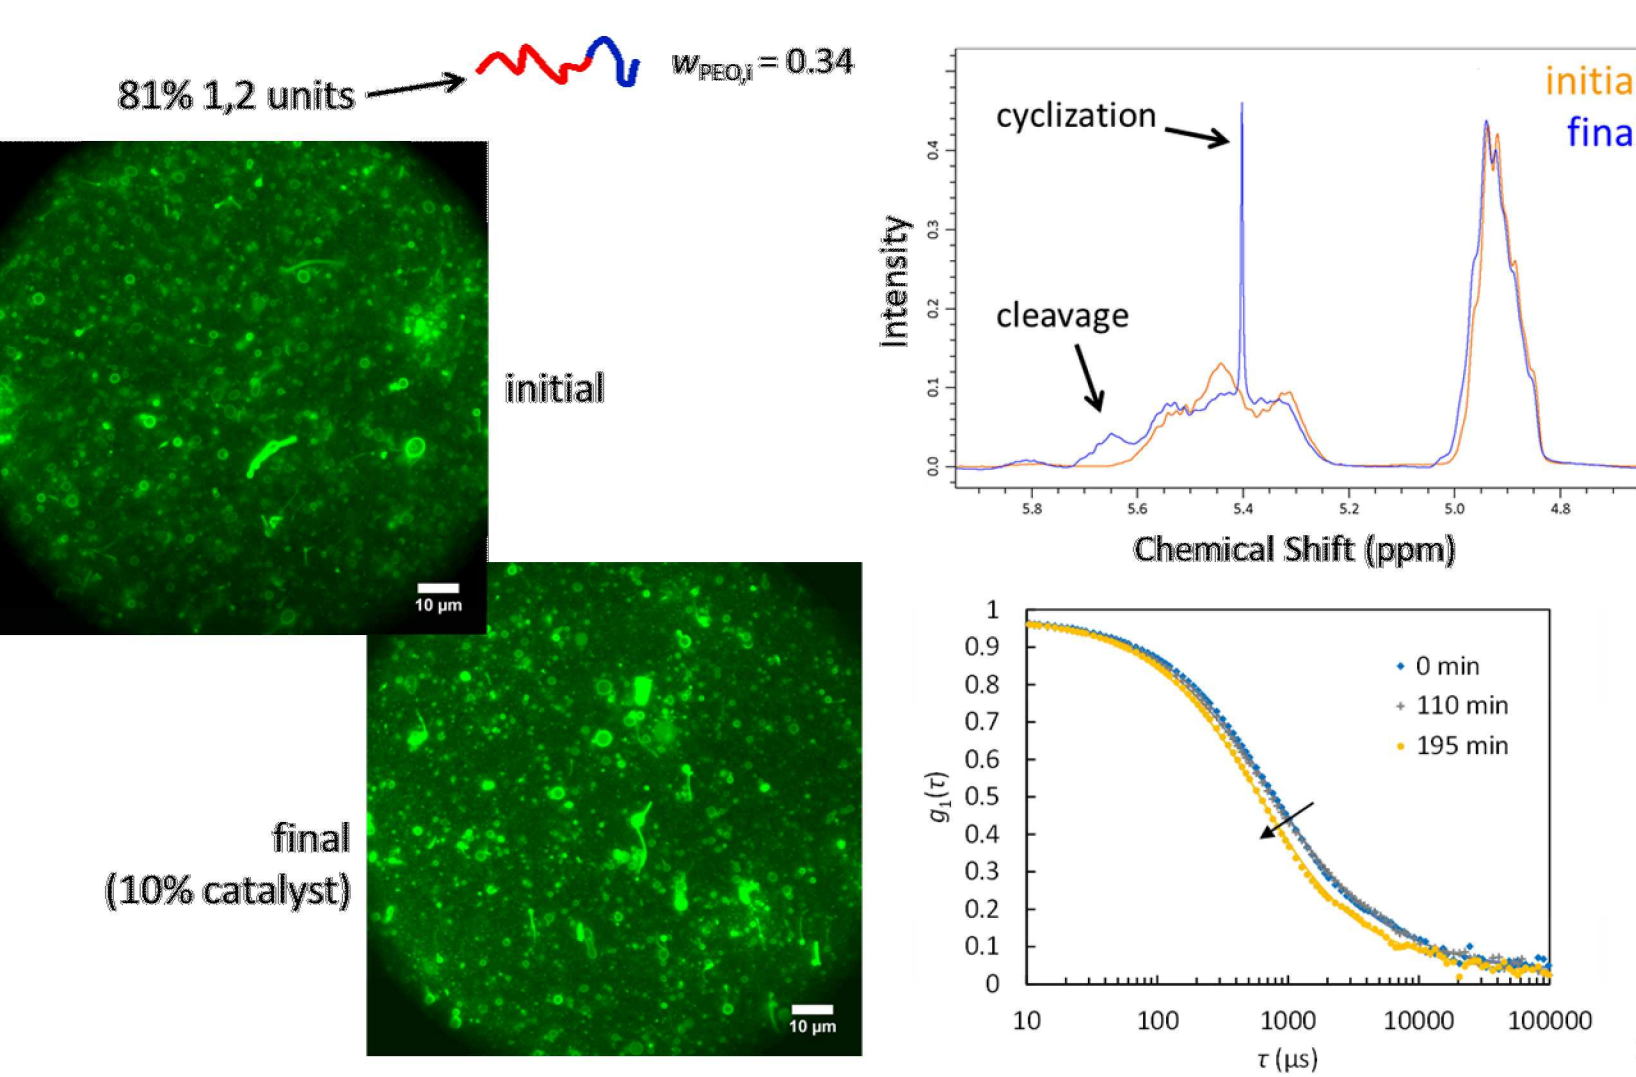 81% 1,2 units
wPEO,i = 0.34
initial
10 µm
final
(10% catalyst)
10 µm
initia
fina
cyclization
cleavage
Intensity
0.4
0.3
0.2
0.1
0.0
5.8 5.6 5.4 5.2 5.0 4.8
Chemical Shift (ppm)
1
0.9
0.8
0.7
0.6
0.5
0.4
0.3
0.2
0.1
0
g1(τ)
0 min
110 min
195 min
10 100 1000 10000 100000
τ (µs)